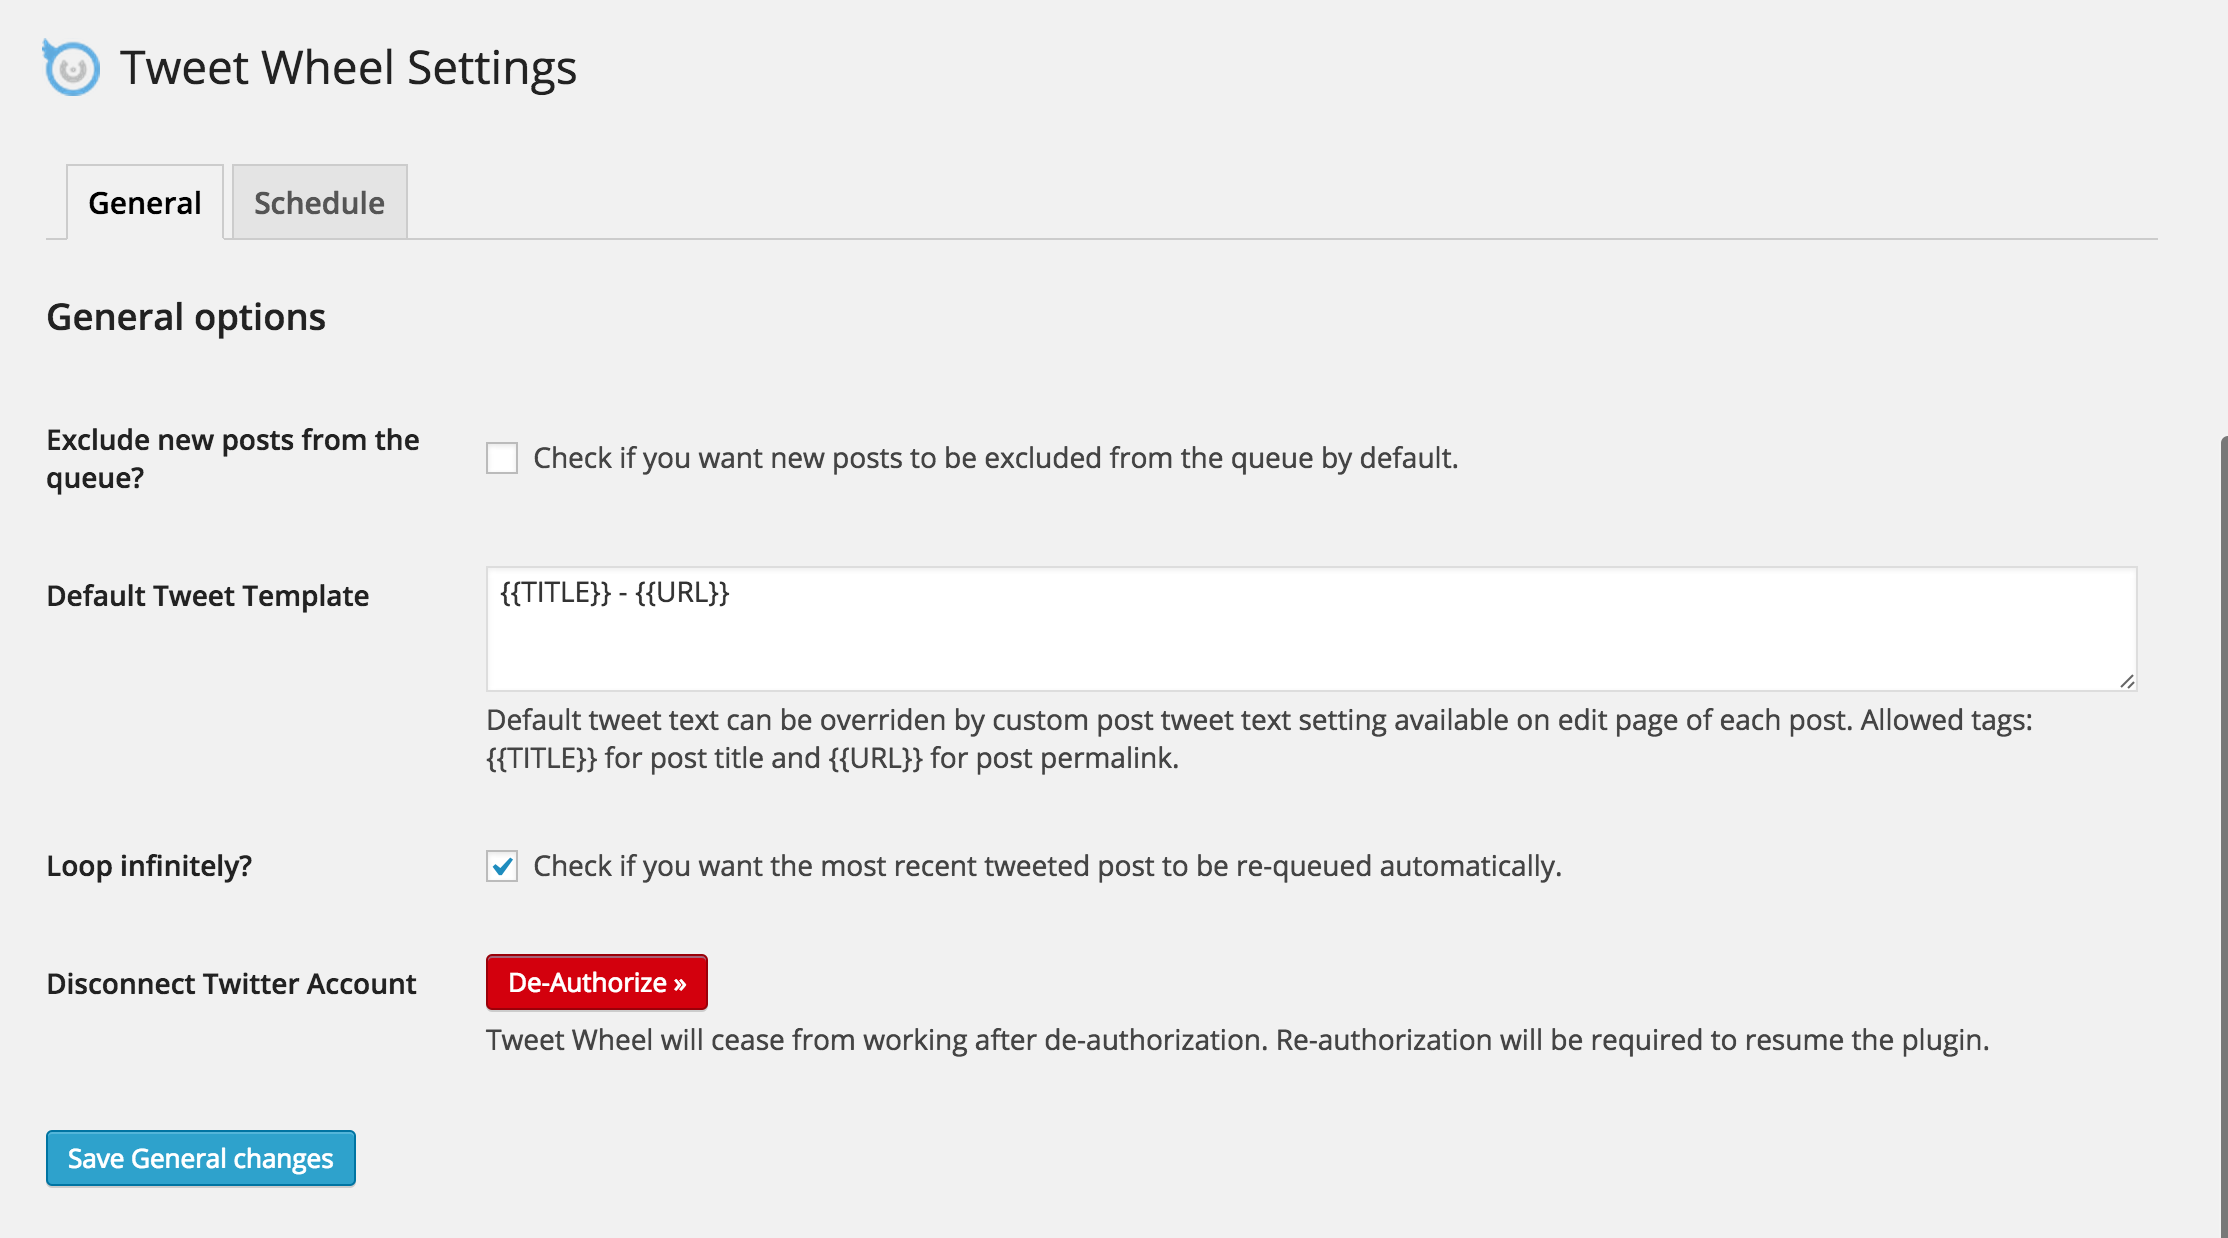 Tweet Wheel Settings
General
Schedule
General options
Exclude new posts from the
queue?
Check if you want new posts to be excluded from the queue by default.
Default Tweet Template
{{TITLE}} - {{URL}}
Default tweet text can be overriden by custom post tweet text setting available on edit page of each post. Allowed tags:
{{TITLE}} for post title and {{URL}} for post permalink.
Loop infinitely?
Check if you want the most recent tweeted post to be re-queued automatically.
Disconnect Twitter Account
De-Authorize »
Tweet Wheel will cease from working after de-authorization. Re-authorization will be required to resume the plugin.
Save General changes